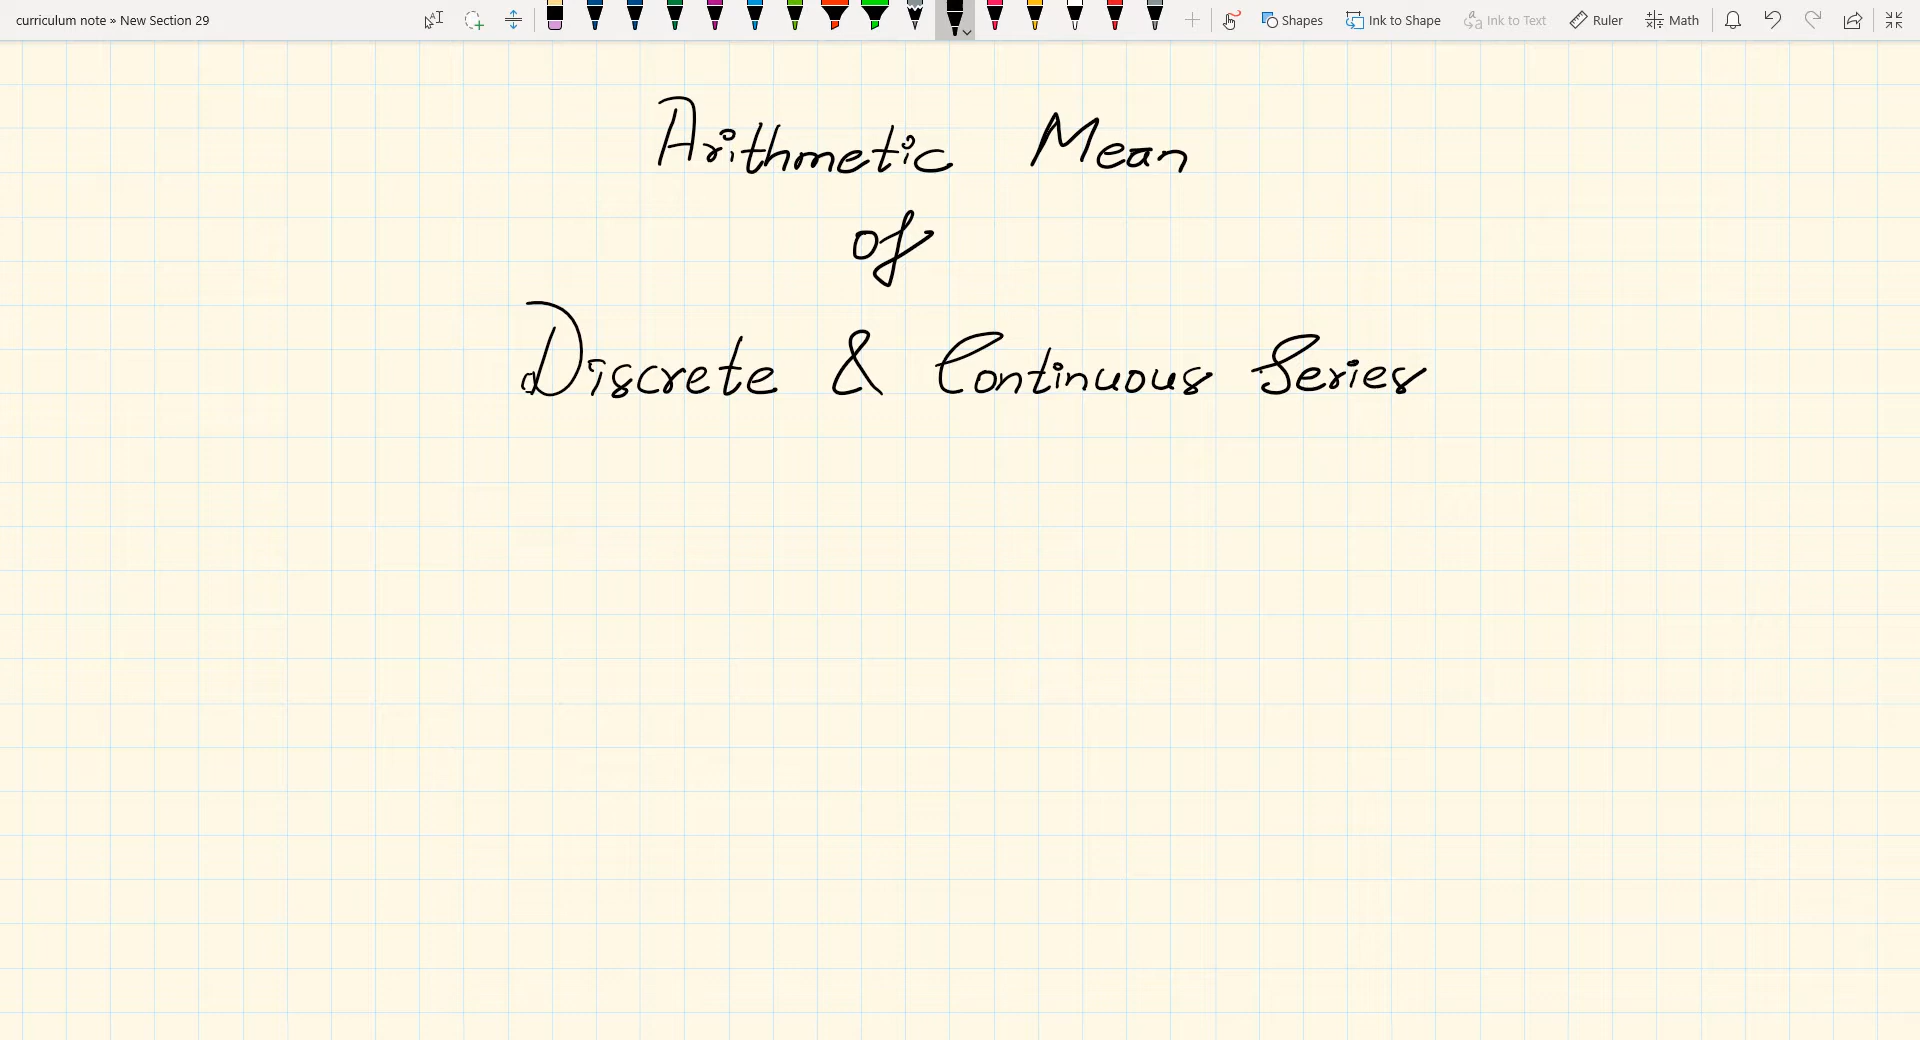 curriculum note » New Section 29
Shapes Ink to Shape Ink to Text Ruler Math
Arithmetic Mean
of
Discrete & Continuous Series